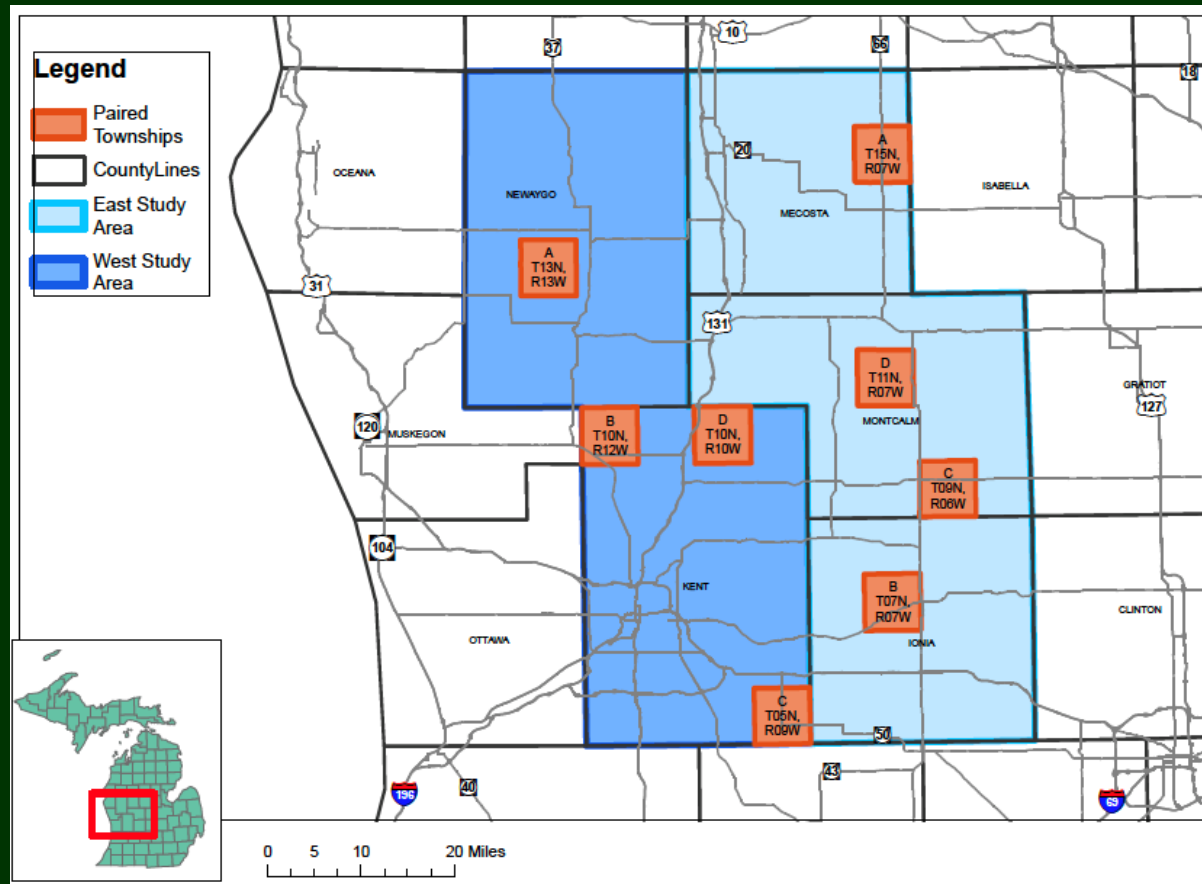 Legend
Paired
Townships
CountyLines
East Study
Area
West Study
Area
37
10
66
18
OCEANA
20
A
T15N,
R07W
ISABELLA
NEWAYGO
MECOSTA
A
T13N,
R13W
31
131
D
T11N,
R07W
GRATIOT
127
120
MUSKEGON
B
T10N,
R12W
D
T10N,
R10W
MONTCALM
C
T09N,
R06W
104
KENT
B
T07N,
R07W
CLINTON
OTTAWA
IONIA
C
T05N,
R09W
50
43
196
40
69
0 5 10 20 Miles